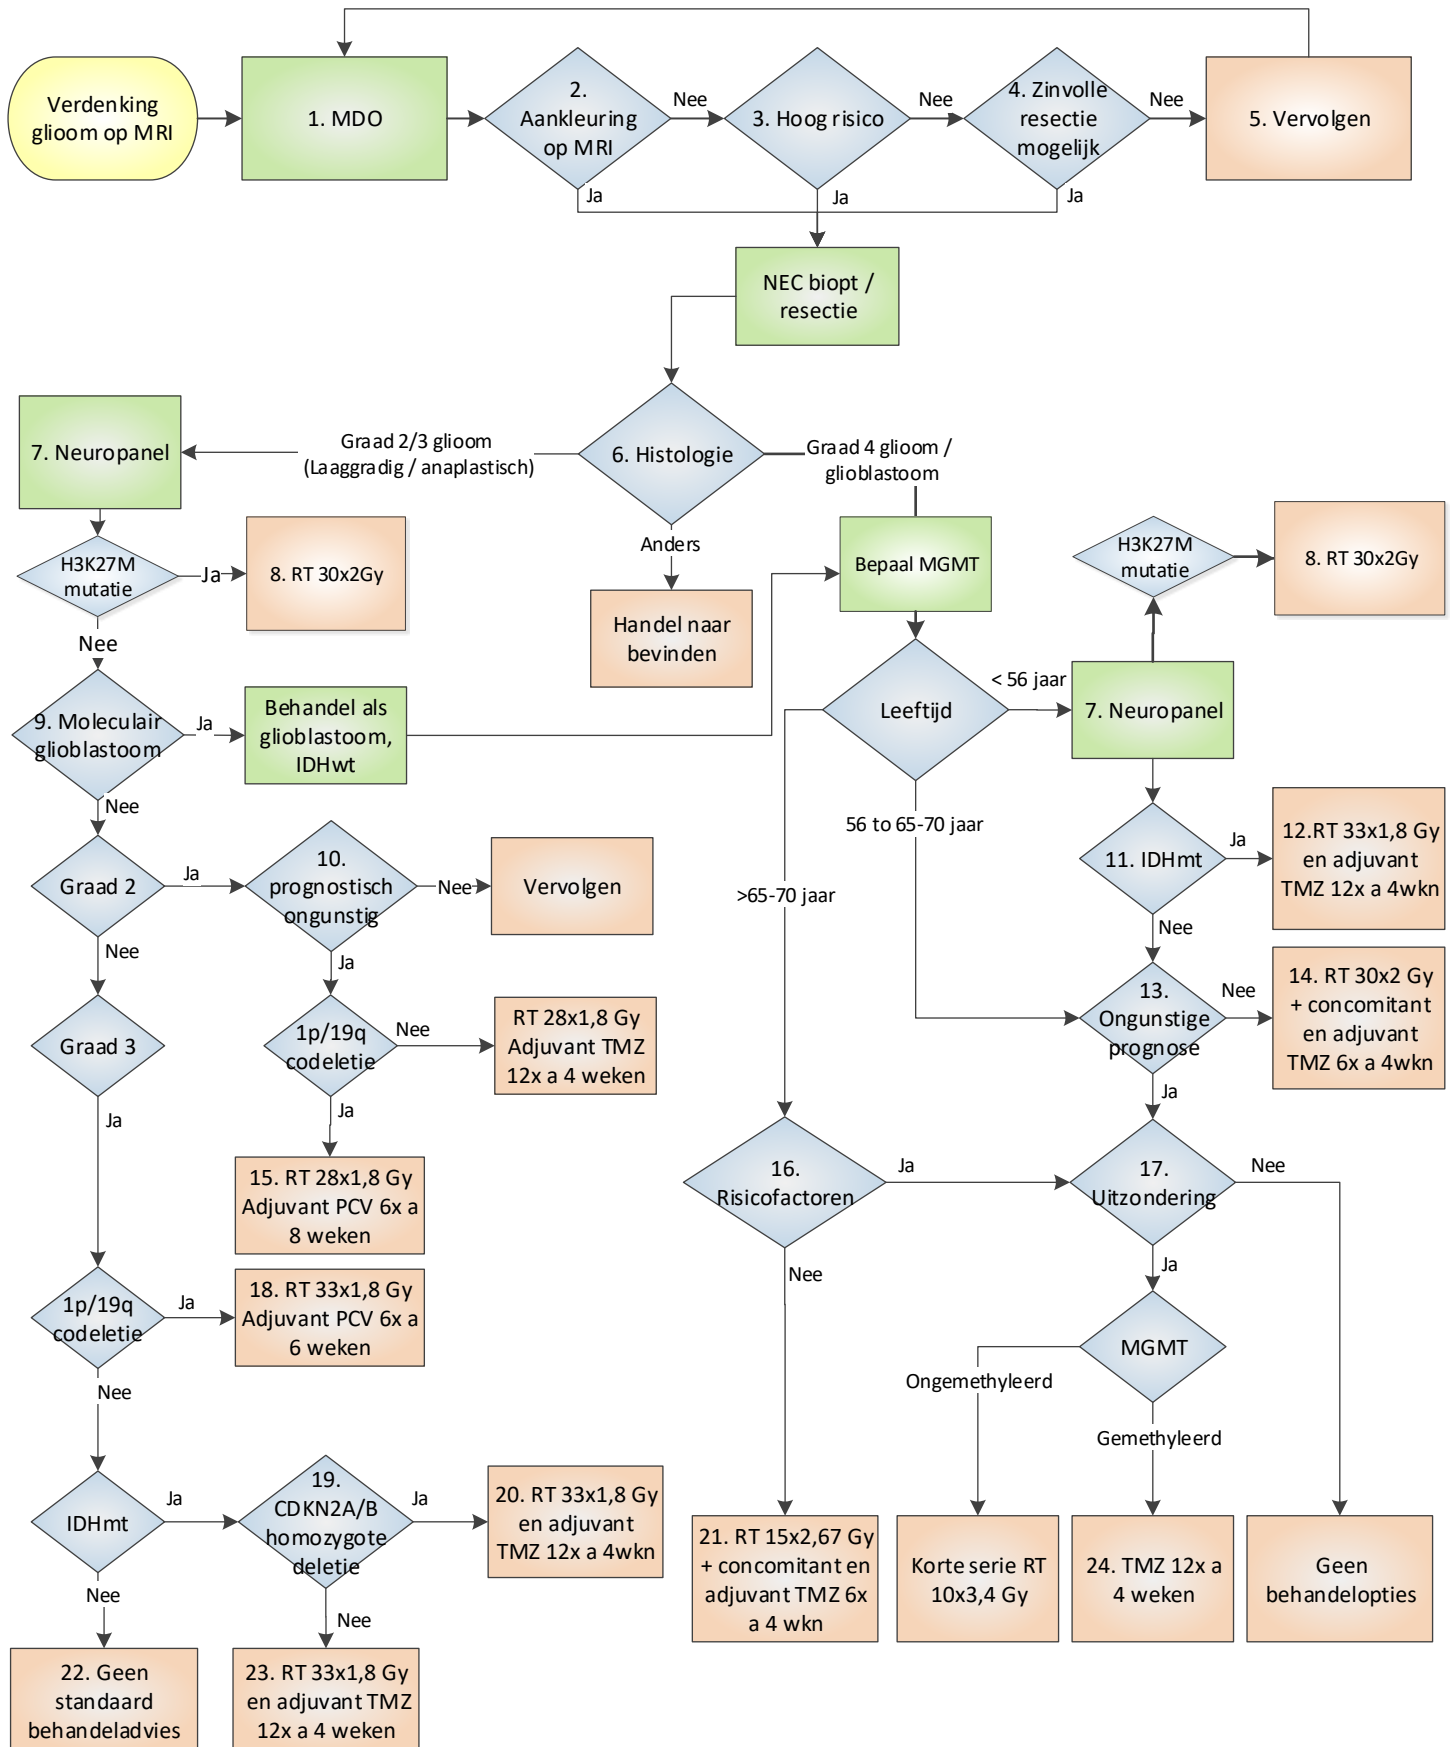 Verdenking
glioom op MRI
1. MDO
2.
Aankleuring
op MRI
Nee
3. Hoog risico
Nee
4. Zinvolle
resectie
mogelijk
Nee
5. Vervolgen
Ja
Ja
Ja
NEC biopt /
resectie
6. Histologie
Graad 2/3 glioom
(Laaggradig / anaplastisch)
Graad 4 glioom /
glioblastoom
Anders
Handel naar
bevinden
7. Neuropanel
H3K27M
mutatie
Ja
8. RT 30x2Gy
Nee
9. Moleculair
glioblastoom
Ja
Behandel als
glioblastoom,
IDHwt
Nee
Graad 2
Ja
10.
prognostisch
ongunstig
Nee
Vervolgen
Ja
Nee
Graad 3
1p/19q
codeletie
Nee
RT 28x1,8 Gy
Adjuvant TMZ
12x a 4 weken
Ja
Ja
15. RT 28x1,8 Gy
Adjuvant PCV 6x a
8 weken
1p/19q
codeletie
Ja
18. RT 33x1,8 Gy
Adjuvant PCV 6x a
6 weken
Nee
IDHmt
Ja
19.
CDKN2A/B
homozygote
deletie
Ja
20. RT 33x1,8 Gy
en adjuvant
TMZ 12x a 4wkn
Nee
Nee
22. Geen
standaard
behandeladvies
23. RT 33x1,8 Gy
en adjuvant TMZ
12x a 4 weken
Bepaal MGMT
Leeftijd
< 56 jaar
7. Neuropanel
H3K27M
mutatie
8. RT 30x2Gy
56 to 65-70 jaar
>65-70 jaar
11. IDHmt
Ja
12.RT 33x1,8 Gy
en adjuvant
TMZ 12x a 4wkn
Nee
13.
Ongunstige
prognose
Nee
14. RT 30x2 Gy
+ concomitant
en adjuvant
TMZ 6x a 4wkn
Ja
16.
Risicofactoren
Ja
17.
Uitzondering
Nee
Nee
Ja
MGMT
Ongemethyleerd
Gemethyleerd
21. RT 15x2,67 Gy
+ concomitant en
adjuvant TMZ 6x
a 4 wkn
Korte serie RT
10x3,4 Gy
24. TMZ 12x a
4 weken
Geen
behandelopties